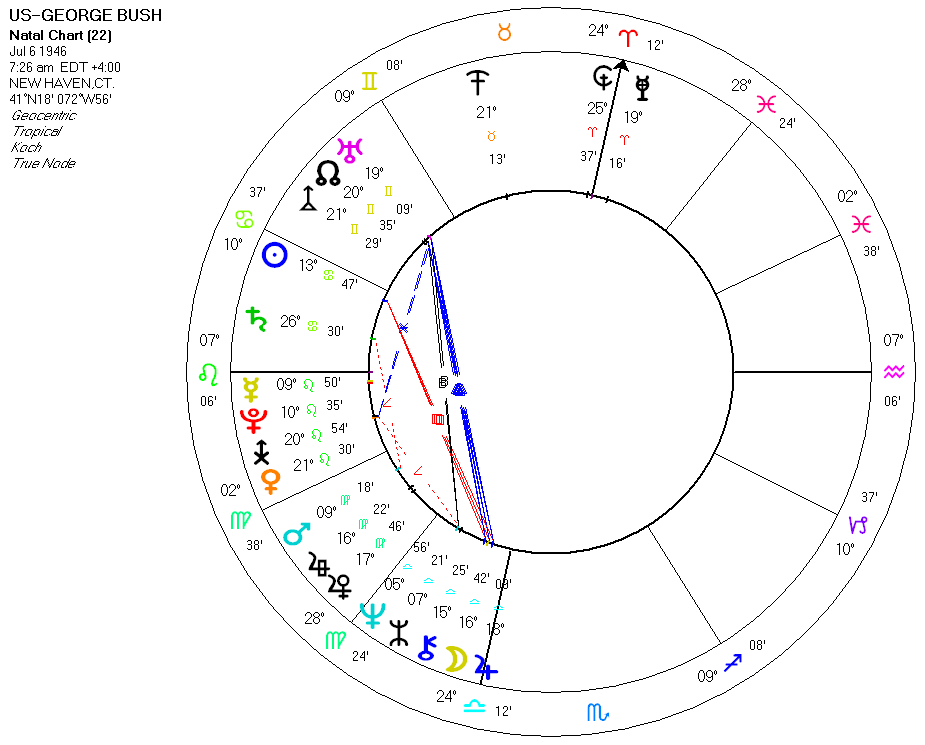 US-GEORGE BUSH
Natal Chart (22)
Jul 6 1946
7:26 am EDT +4:00
NEW HAVEN,CT.
41°N18' 072°W56'
Geocentric
Tropical
Koch
True Node
24° ♈ 12'
♉
08' ♊ 09°
28° ♓ 24'
21° ♉ 13'
25° ♈ 37'
19° ♈ 16'
19° ♊ 09'
20° ♊ 35'
21° ♊ 29'
37' ♋ 10°
02° ♓ 38'
13° ♋ 47'
26° ♋ 30'
07° ♌ 06'
07° ♒ 06'
09° ♌ 50'
10° ♌ 35'
20° ♌ 54'
21° ♌ 30'
02° ♍ 38'
37' ♑ 10°
09° ♍ 18'
16° ♍ 22'
17° ♍ 46'
05° ♎ 56'
07° ♎ 21'
15° ♎ 25'
16° ♎ 42'
18° ♎ 09'
28° ♍ 24'
08' ♐ 09°
24° ♎ 12'
♏